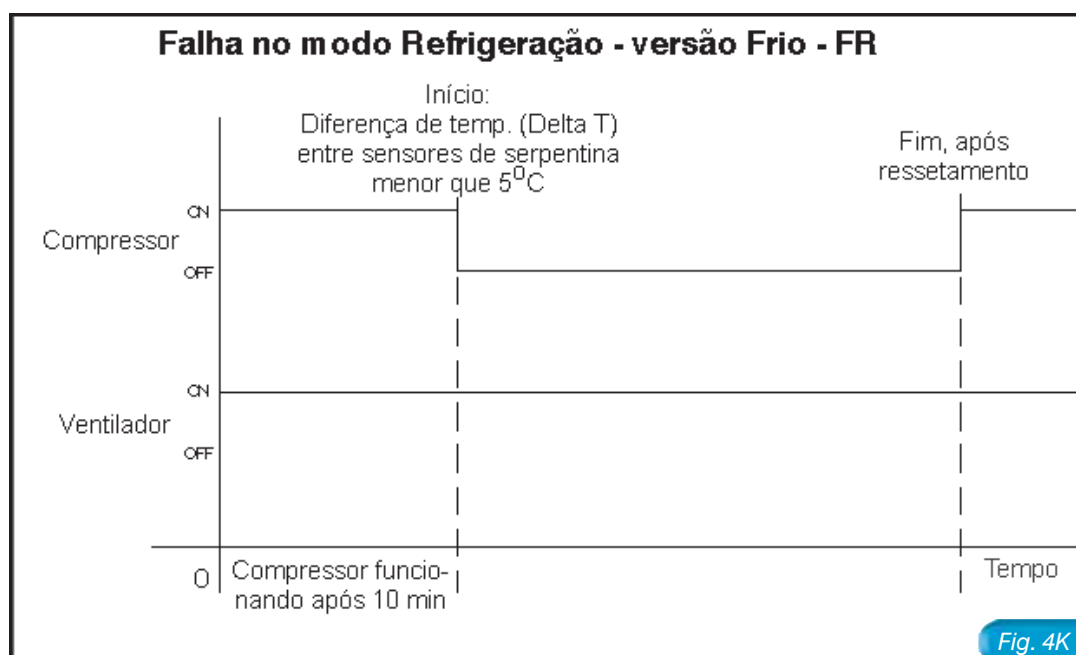 Falha no modo Refrigeração - versão Frio - FR
Início:
Diferença de temp. (Delta T)
entre sensores de serpentina
menor que 5ºC
Fim, após
ressetamento
ON
Compressor
OFF
ON
Ventilador
OFF
0
Compressor funcio-
nando após 10 min
Tempo
Fig. 4K